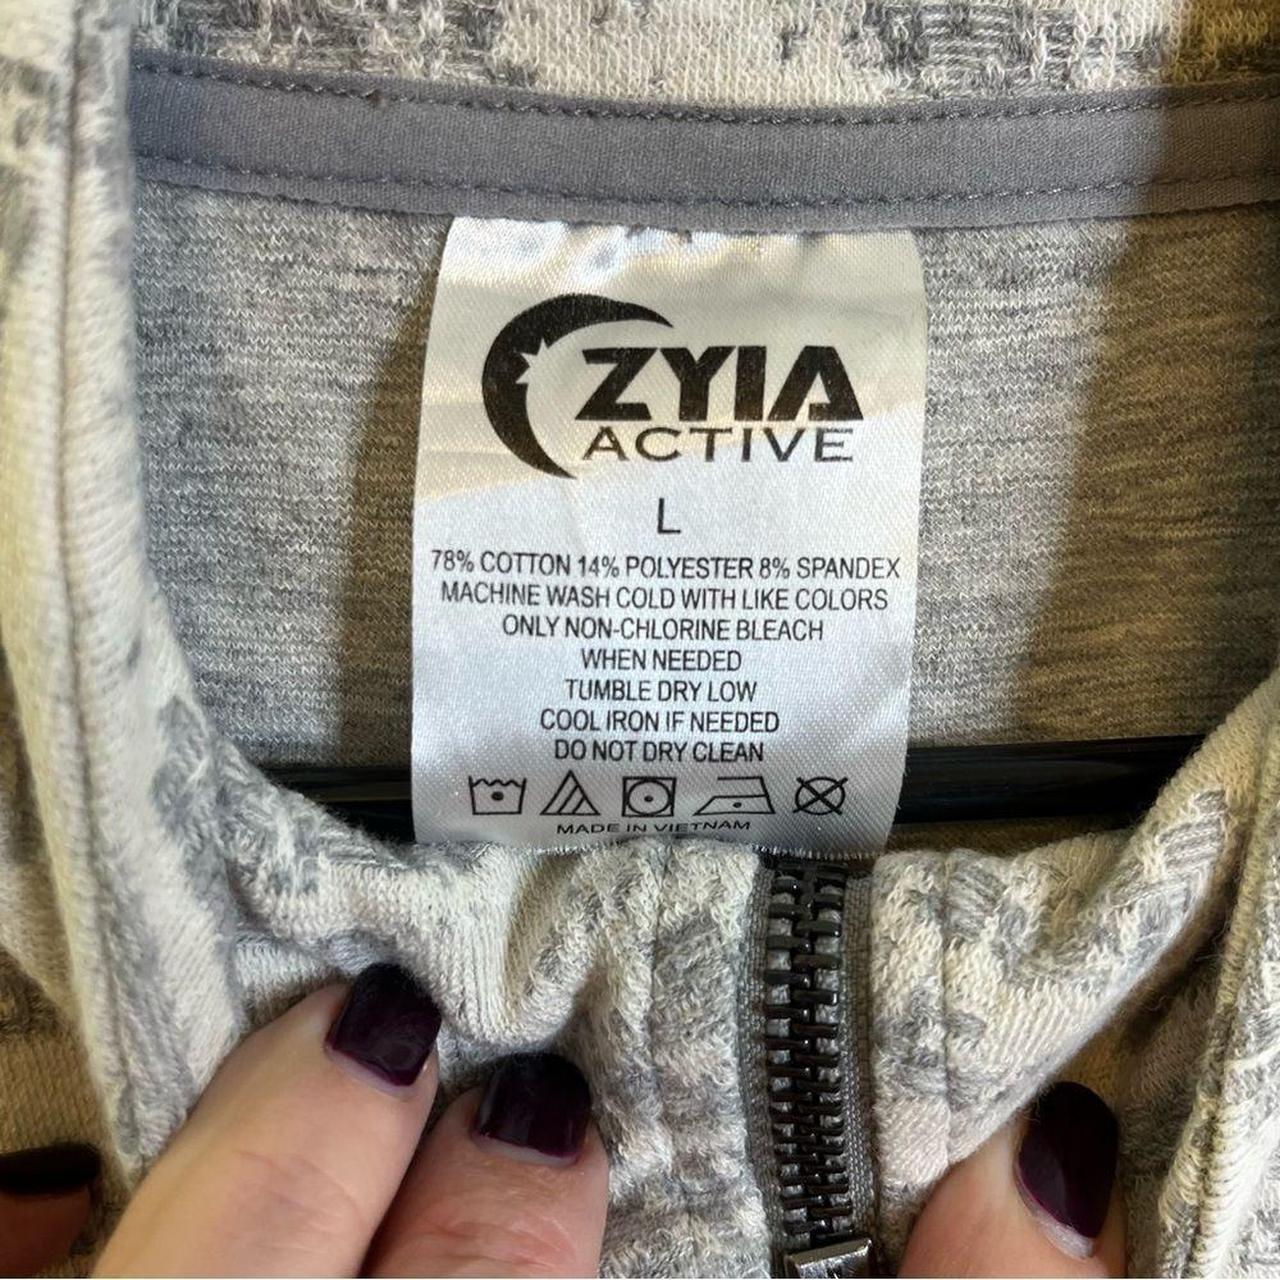 ZYIA
ACTIVE
L
78% COTTON 14% POLYESTER 8% SPANDEX
MACHINE WASH COLD WITH LIKE COLORS
ONLY NON-CHLORINE BLEACH
WHEN NEEDED
TUMBLE DRY LOW
COOL IRON IF NEEDED
DO NOT DRY CLEAN
MADE IN VIETNAM